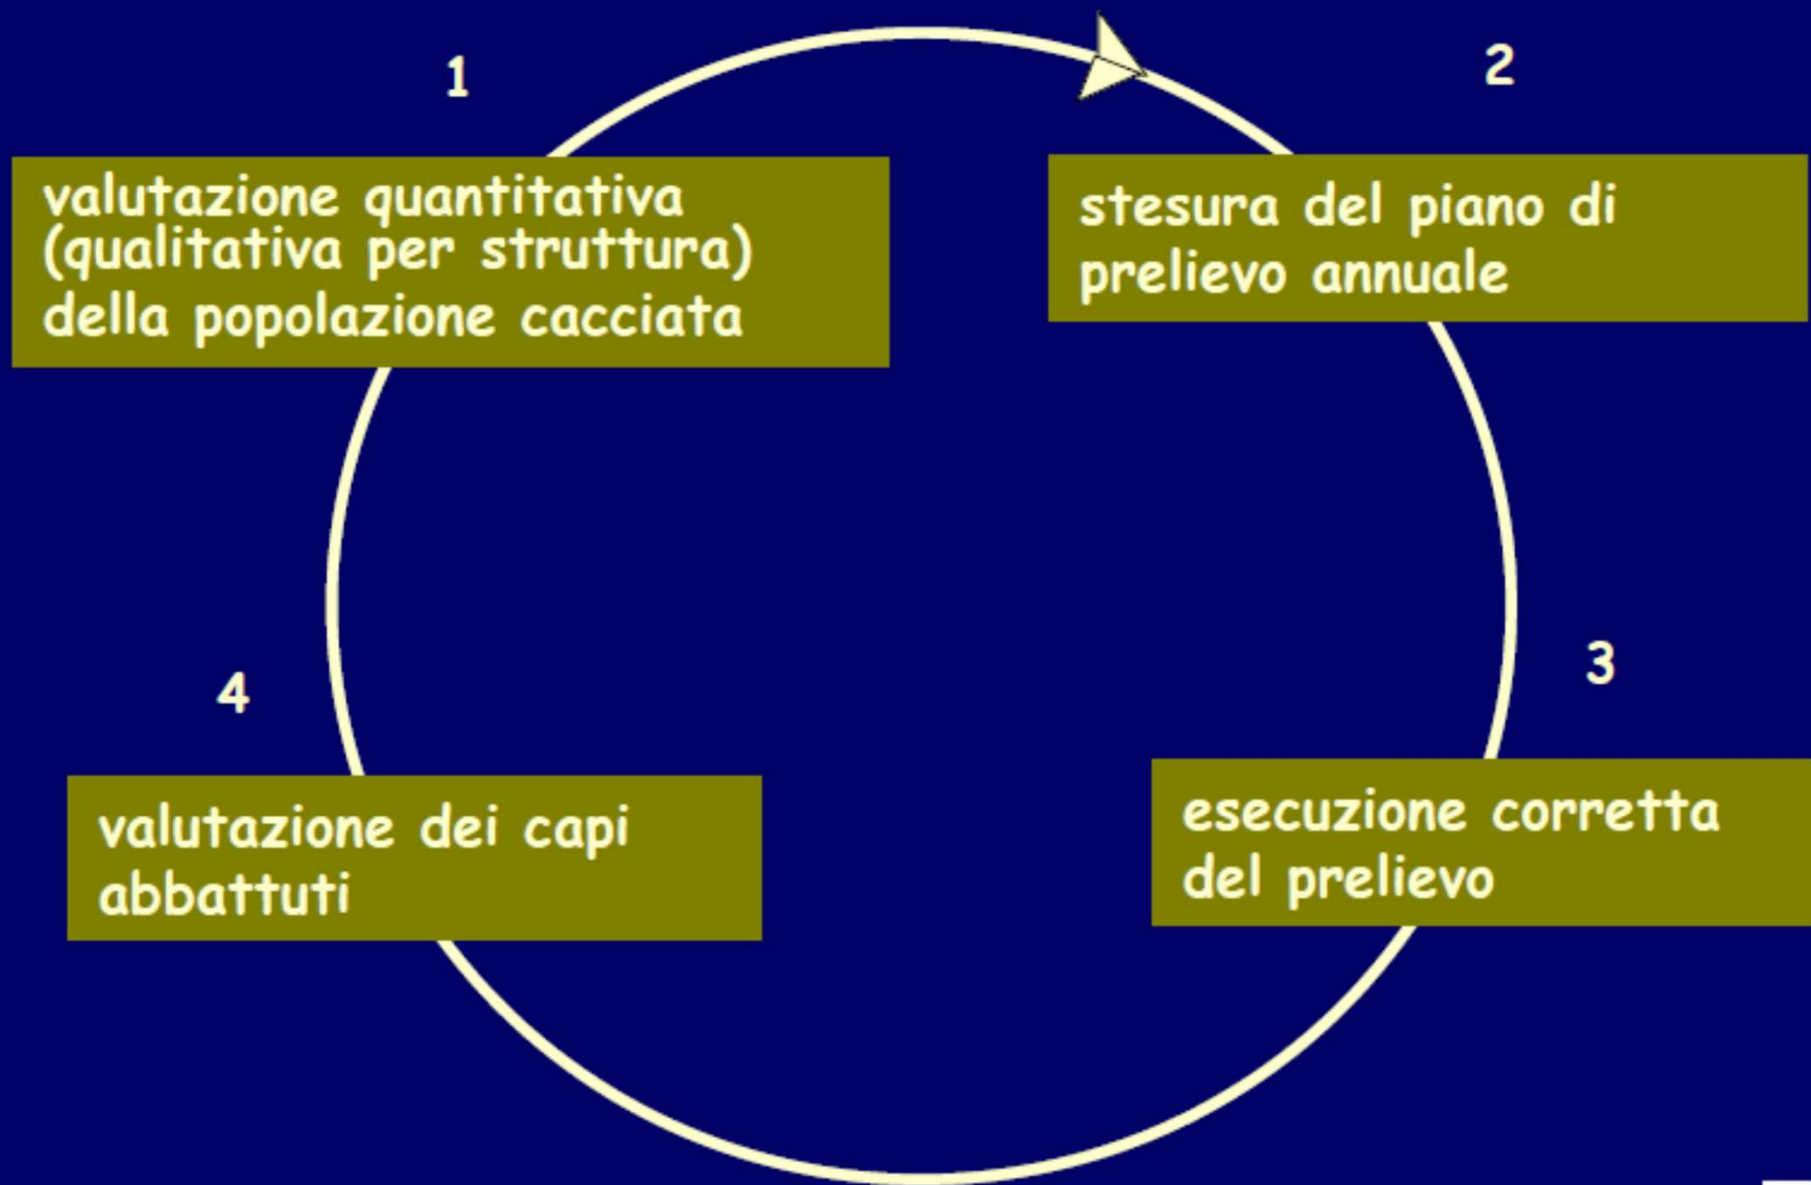 1
valutazione quantitativa
(qualitativa per struttura)
della popolazione cacciata
2
stesura del piano di
prelievo annuale
3
esecuzione corretta
del prelievo
4
valutazione dei capi
abbattuti